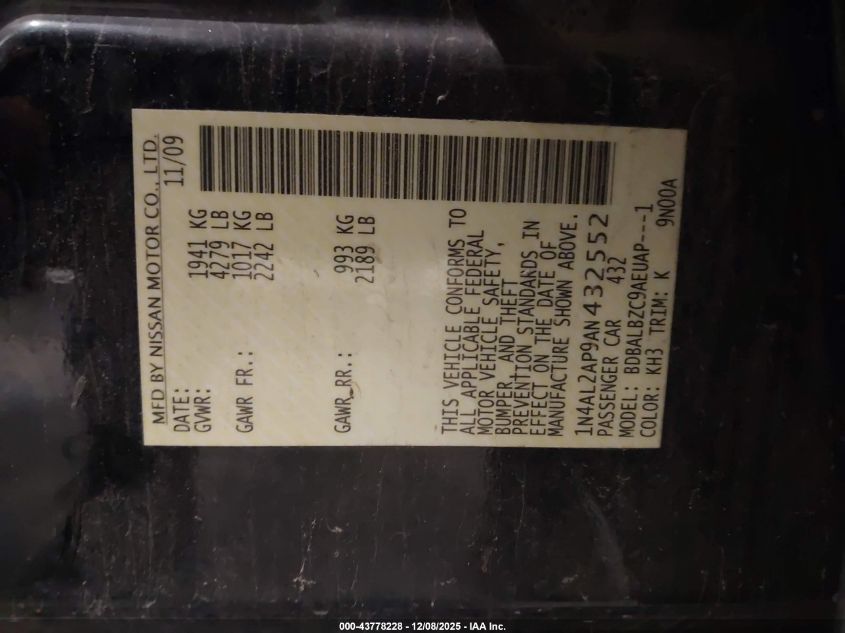 MFD BY NISSAN MOTOR CO., LTD.
DATE: 11/09
GVWR: 1941 KG
4279 LB
GAWR FR.: 1017 KG
2242 LB
GAWR RR.: 993 KG
2189 LB
THIS VEHICLE CONFORMS TO
ALL APPLICABLE FEDERAL
MOTOR VEHICLE SAFETY,
BUMPER, AND THEFT
PREVENTION STANDARDS IN
EFFECT ON THE DATE OF
MANUFACTURE SHOWN ABOVE.
1N4AL2AP9AN432552
PASSENGER CAR 432
MODEL: BDBALBZC9AEUAP---1
COLOR: KH3 TRIM: K 9N00A
000-43778228 - 12/08/2025 - IAA Inc.